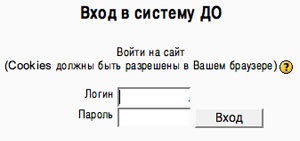 Вход в систему ДО
Войти на сайт
(Cookies должны быть разрешены в Вашем браузере) ?
Логин
Пароль Вход